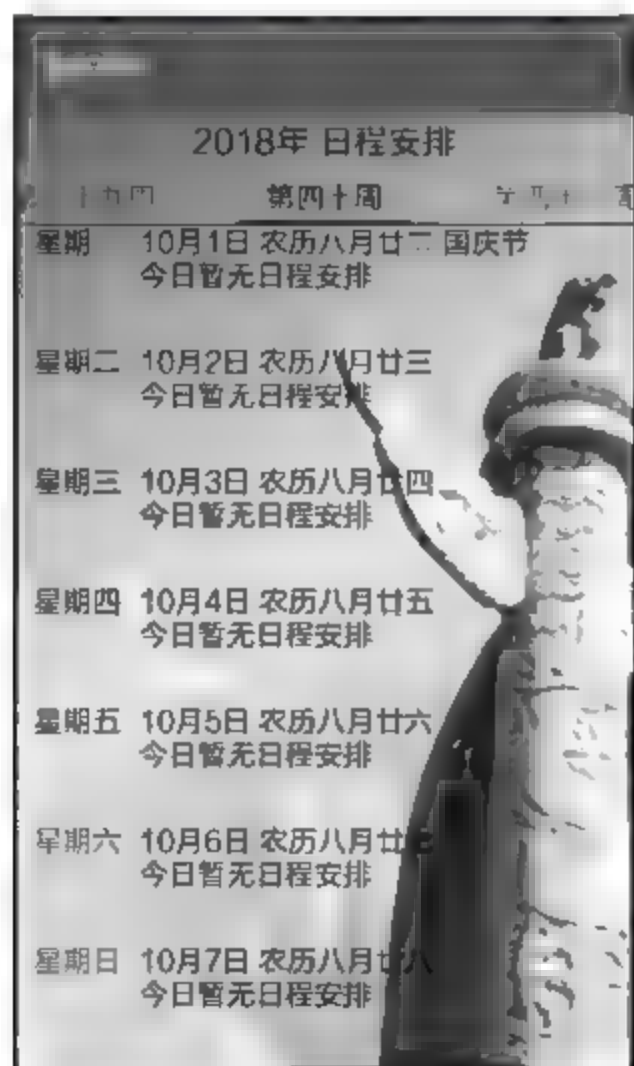 2018年 日程安排
第四十周
星期 10月1日 农历八月廿二 国庆节
今日暂无日程安排
星期二 10月2日 农历八月廿三
今日暂无日程安排
星期三 10月3日 农历八月廿四
今日暂无日程安排
星期四 10月4日 农历八月廿五
今日暂无日程安排
星期五 10月5日 农历八月廿六
今日暂无日程安排
星期六 10月6日 农历八月廿七
今日暂无日程安排
星期日 10月7日 农历八月廿八
今日暂无日程安排